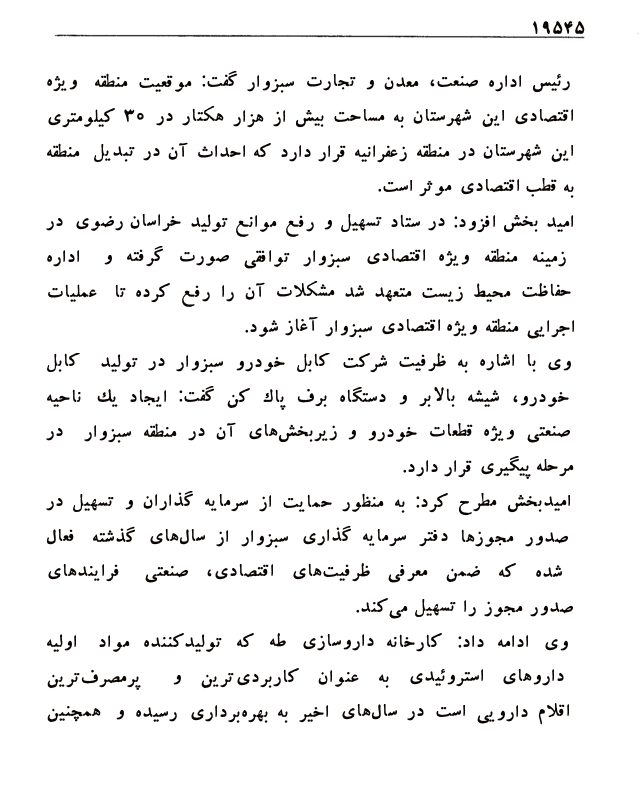 ۱۹۵۴۵
رئیس اداره صنعت، معدن و تجارت سبزوار گفت: موقعیت منطقه ویژه
اقتصادی این شهرستان به مساحت بیش از هزار هکتار در ۳۰ کیلومتری
این شهرستان در منطقه زعفرانیه قرار دارد که احداث آن در تبدیل منطقه
به قطب اقتصادی موثر است.
امید بخش افزود: در ستاد تسهیل و رفع موانع تولید خراسان رضوی در
زمینه منطقه ویژه اقتصادی سبزوار توافقی صورت گرفته و اداره
حفاظت محیط زیست متعهد شد مشکلات آن را رفع کرده تا عملیات
اجرایی منطقه ویژه اقتصادی سبزوار آغاز شود.
وی با اشاره به ظرفیت شرکت کابل خودرو سبزوار در تولید کابل
خودرو، شیشه بالابر و دستگاه برف پاك کن گفت: ایجاد یك ناحیه
صنعتی ویژه قطعات خودرو و زیربخش‌های آن در منطقه سبزوار در
مرحله پیگیری قرار دارد.
امیدبخش مطرح کرد: به منظور حمایت از سرمایه گذاران و تسهیل در
صدور مجوزها دفتر سرمایه گذاری سبزوار از سال‌های گذشته فعال
شده که ضمن معرفی ظرفیت‌های اقتصادی، صنعتی فرایندهای
صدور مجوز را تسهیل می‌کند.
وی ادامه داد: کارخانه داروسازی طه که تولیدکننده مواد اولیه
داروهای استروئیدی به عنوان کاربردی‌ترین و پرمصرف‌ترین
اقلام دارویی است در سال‌های اخیر به بهره‌برداری رسیده و همچنین